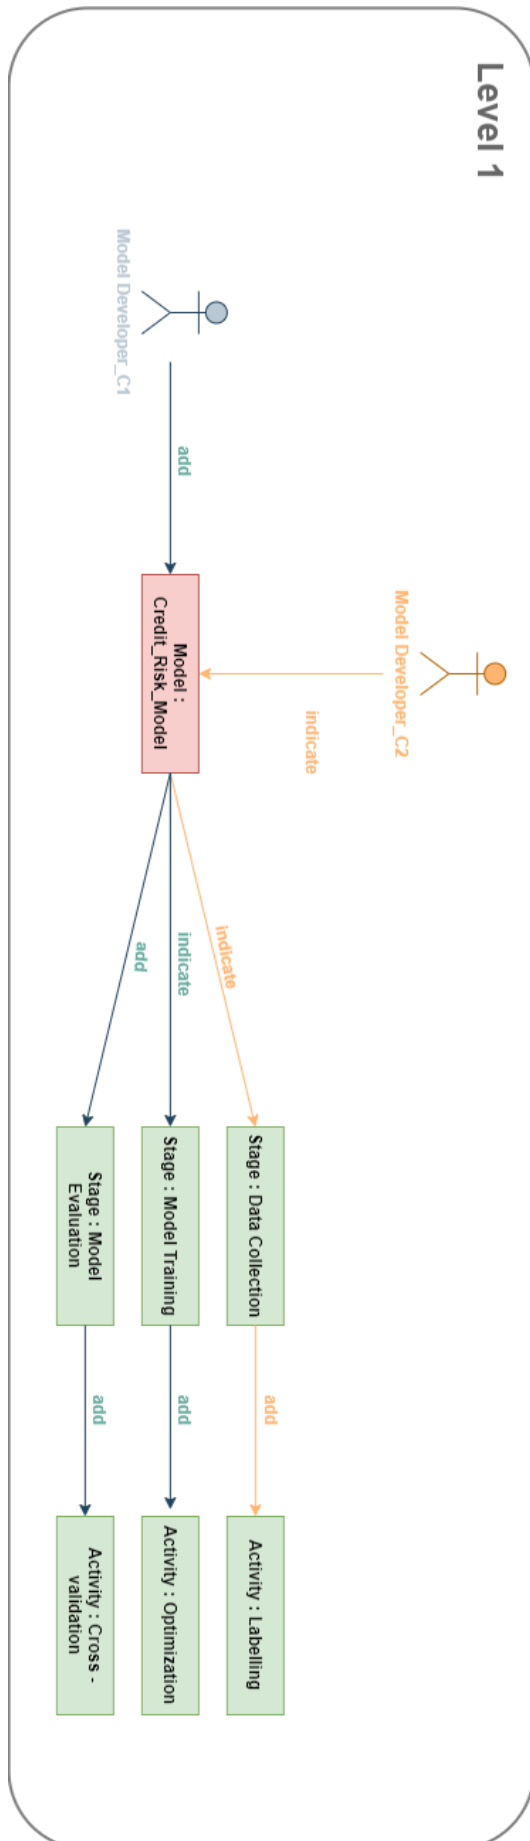 Level 1
Model Developer_C2
Model Developer_C1
indicate
add
Model :
Credit_Risk_Model
indicate
indicate
add
Stage : Data Collection
add
Activity : Labelling
Stage : Model Training
add
Activity : Optimization
Stage : Model
Evaluation
add
Activity : Cross -
validation